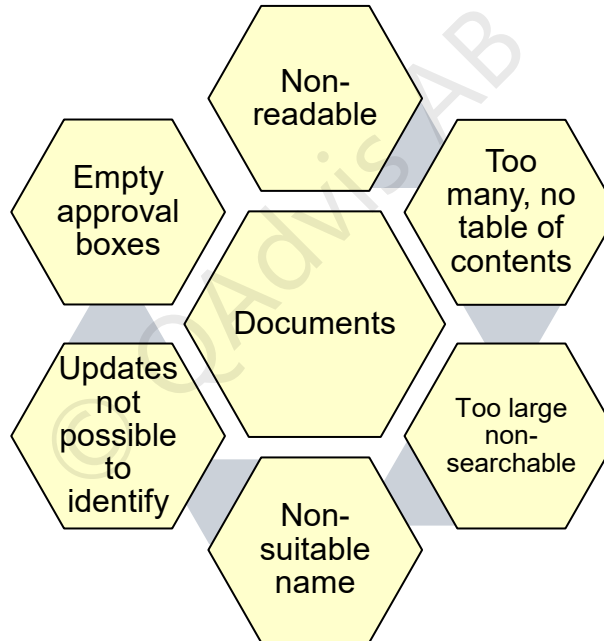 Non-
readable
Too
many, no
table of
contents
Too large
non-
searchable
Non-
suitable
name
Updates
not
possible
to
identify
Empty
approval
boxes
Documents
© QAdvis AB